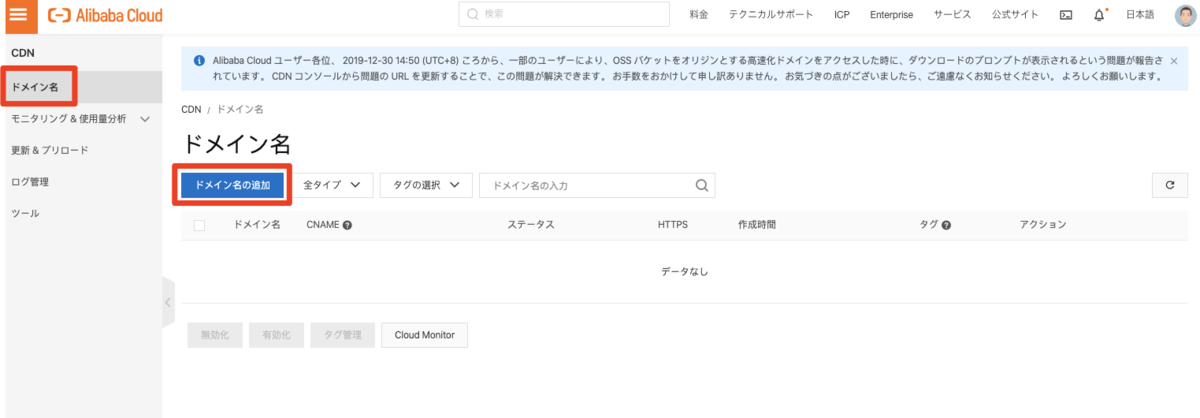 Alibaba Cloud
検索
料金 テクニカルサポート ICP Enterprise サービス 公式サイト 日本語
CDN
ドメイン名
モニタリング & 使用量分析
更新 & プリロード
ログ管理
ツール
Alibaba Cloud ユーザー各位、 2019-12-30 14:50 (UTC+8) ころから、一部のユーザーにより、OSS バケットをオリジンとする高速化ドメインをアクセスした時に、ダウンロードのプロンプトが表示されるという問題が報告さ
れています。 CDN コンソールから問題の URL を更新することで、この問題が解決できます。 お手数をおかけして申し訳ありません。 お気づきの点がございましたら、ご遠慮なくお知らせください。 よろしくお願いします。
CDN / ドメイン名
ドメイン名
ドメイン名の追加 全タイプ タグの選択 ドメイン名の入力
ドメイン名 CNAME ステータス HTTPS 作成時間 タグ アクション
データなし
無効化 有効化 タグ管理 Cloud Monitor